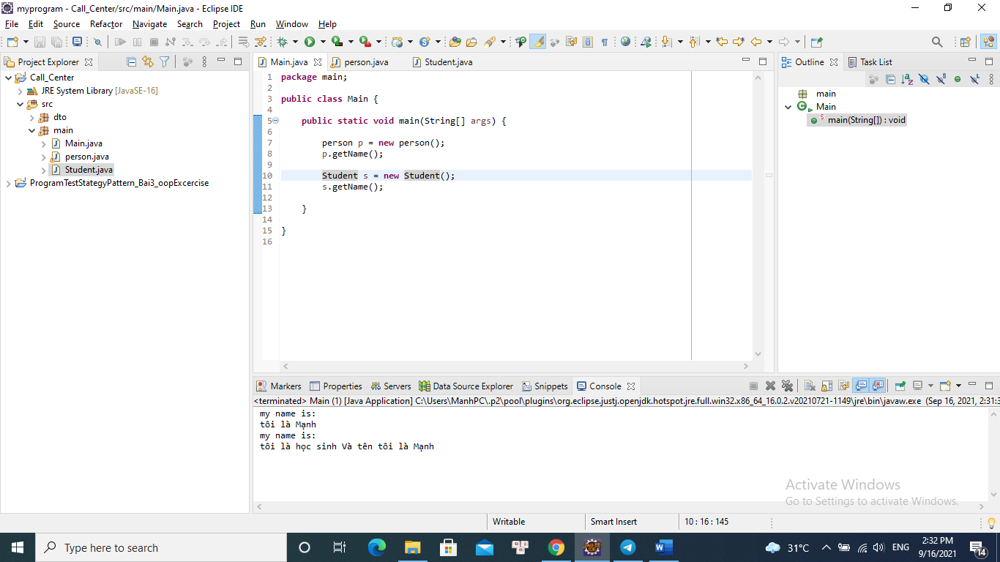 myprogram - Call_Center/src/main/Main.java - Eclipse IDE
File Edit Source Refactor Navigate Search Project Run Window Help
Project Explorer
Call_Center
JRE System Library [JavaSE-16]
src
dto
main
Main.java
person.java
Student.java
ProgramTestStategyPattern_Bai3_oopExcercise
Main.java person.java Student.java
1 package main;
2
3 public class Main {
4
5 public static void main(String[] args) {
6
7 person p = new person();
8 p.getName();
9
10 Student s = new Student();
11 s.getName();
12
13 }
14
15 }
16
Outline Task List
main
Main
main(String[]) : void
Markers Properties Servers Data Source Explorer Snippets Console
<terminated> Main (1) [Java Application] C:\Users\ManhPC\.p2\pool\plugins\org.eclipse.justj.openjdk.hotspot.jre.full.win32.x86_64_16.0.2.v20210721-1149\jre\bin\javaw.exe (Sep 16, 2021, 2:31:3
my name is:
tôi là Mạnh
my name is:
tôi là học sinh Và tên tôi là Mạnh
Activate Windows
Go to Settings to activate Windows.
Writable Smart Insert 10 : 16 : 145
Type here to search
31°C ENG 2:32 PM
9/16/2021
14